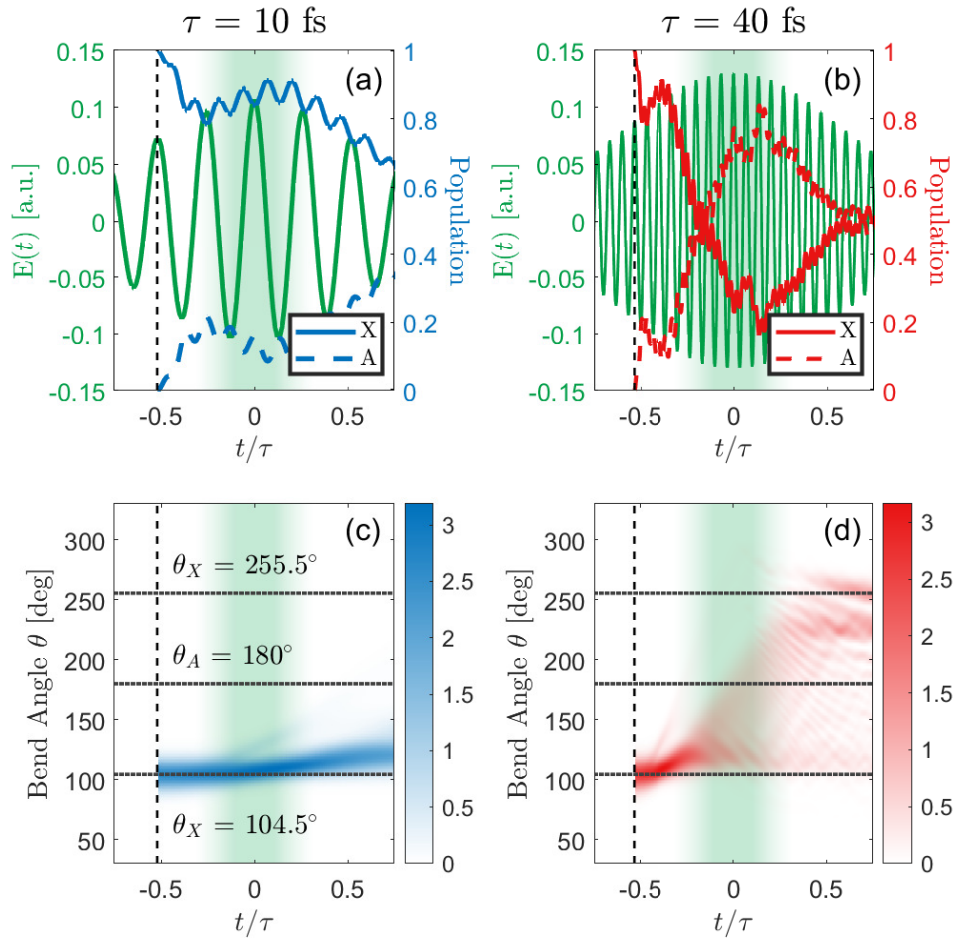 τ = 10 fs
τ = 40 fs
(a)
0.15
0.1
0.05
0
-0.05
-0.1
-0.15
E(t) [a.u.]
1
0.8
0.6
0.4
0.2
0
Population
X
A
-0.5
0
0.5
t/τ
(b)
0.15
0.1
0.05
0
-0.05
-0.1
-0.15
E(t) [a.u.]
1
0.8
0.6
0.4
0.2
0
Population
X
A
-0.5
0
0.5
t/τ
(c)
300
250
200
150
100
50
Bend Angle θ [deg]
θ_X = 255.5°
θ_A = 180°
θ_X = 104.5°
3
2.5
2
1.5
1
0.5
0
-0.5
0
0.5
t/τ
(d)
300
250
200
150
100
50
Bend Angle θ [deg]
3
2.5
2
1.5
1
0.5
0
-0.5
0
0.5
t/τ